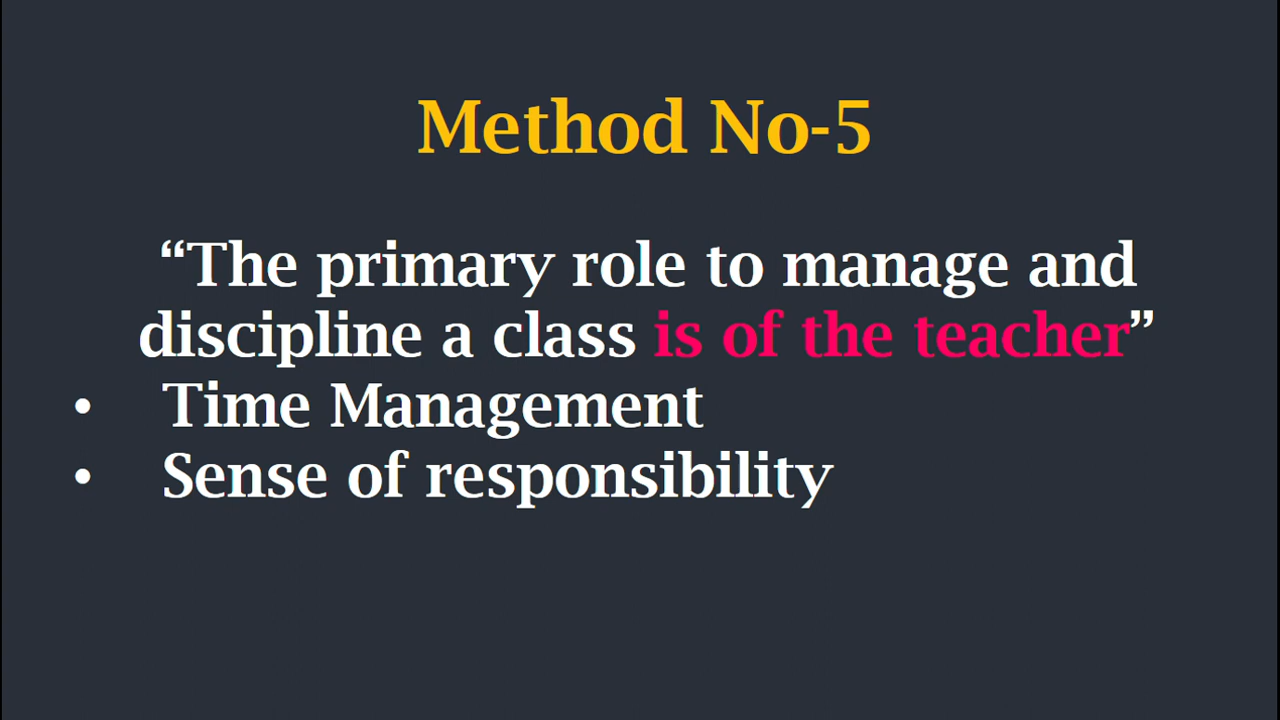 Method No-5
“The primary role to manage and
discipline a class is of the teacher”
• Time Management
• Sense of responsibility